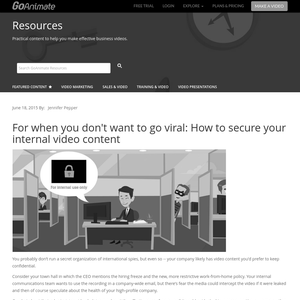 GoAnimate
FREE TRIAL LOGIN EXPLORE PLANS & PRICING MAKE A VIDEO
Resources
Practical content to help you make effective business videos.
FEATURED CONTENT VIDEO MARKETING SALES & VIDEO TRAINING & VIDEO VIDEO PRESENTATIONS
June 18, 2015 By: Jennifer Pepper
For when you don't want to go viral: How to secure your
internal video content
For internal use only
You probably don't run a secret organization of international spies, but even so – your company likely has video content you'd prefer to keep
confidential.
Consider your town hall in which the CEO mentions the hiring freeze and the new, more restrictive work-from-home policy. Your internal
communications team wants to use the recording in a company-wide email, but there's fear the media could intercept the video if it were leaked
and then of course speculate about the health of your high-profile company.